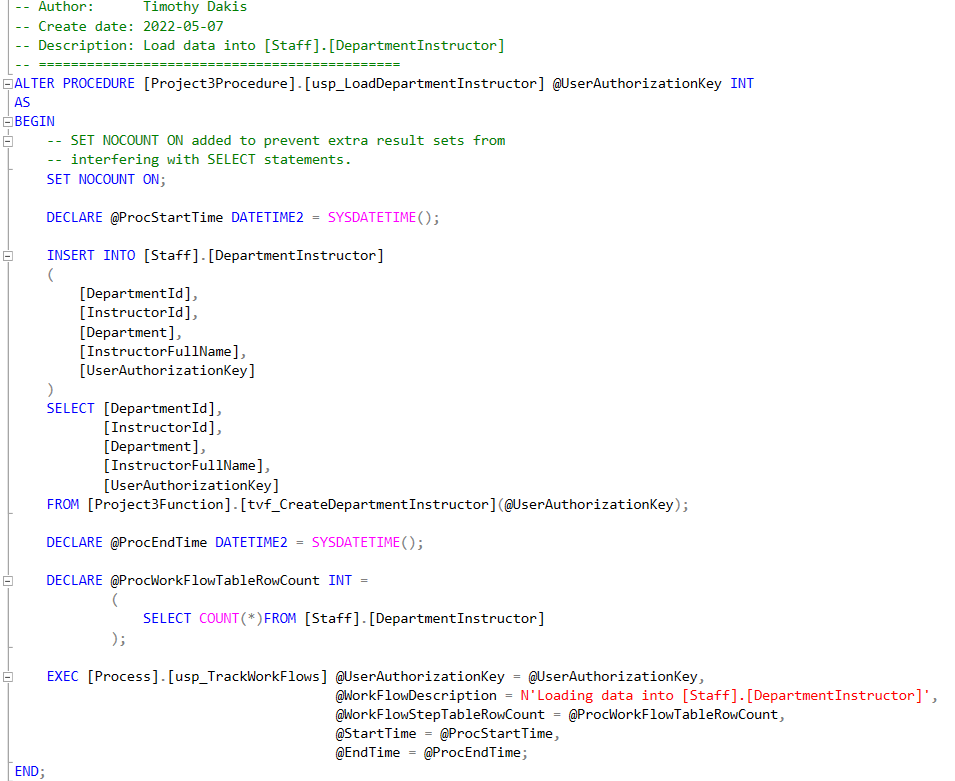 -- Author:      Timothy Dakis
-- Create date: 2022-05-07
-- Description: Load data into [Staff].[DepartmentInstructor]
-- =============================================
ALTER PROCEDURE [Project3Procedure].[usp_LoadDepartmentInstructor] @UserAuthorizationKey INT
AS
BEGIN
    -- SET NOCOUNT ON added to prevent extra result sets from
    -- interfering with SELECT statements.
    SET NOCOUNT ON;

    DECLARE @ProcStartTime DATETIME2 = SYSDATETIME();

    INSERT INTO [Staff].[DepartmentInstructor]
    (
        [DepartmentId],
        [InstructorId],
        [Department],
        [InstructorFullName],
        [UserAuthorizationKey]
    )
    SELECT [DepartmentId],
           [InstructorId],
           [Department],
           [InstructorFullName],
           [UserAuthorizationKey]
    FROM [Project3Function].[tvf_CreateDepartmentInstructor](@UserAuthorizationKey);

    DECLARE @ProcEndTime DATETIME2 = SYSDATETIME();

    DECLARE @ProcWorkFlowTableRowCount INT =
            (
                SELECT COUNT(*)FROM [Staff].[DepartmentInstructor]
            );

    EXEC [Process].[usp_TrackWorkFlows] @UserAuthorizationKey = @UserAuthorizationKey,
                                        @WorkFlowDescription = N'Loading data into [Staff].[DepartmentInstructor]',
                                        @WorkFlowStepTableRowCount = @ProcWorkFlowTableRowCount,
                                        @StartTime = @ProcStartTime,
                                        @EndTime = @ProcEndTime;
END;